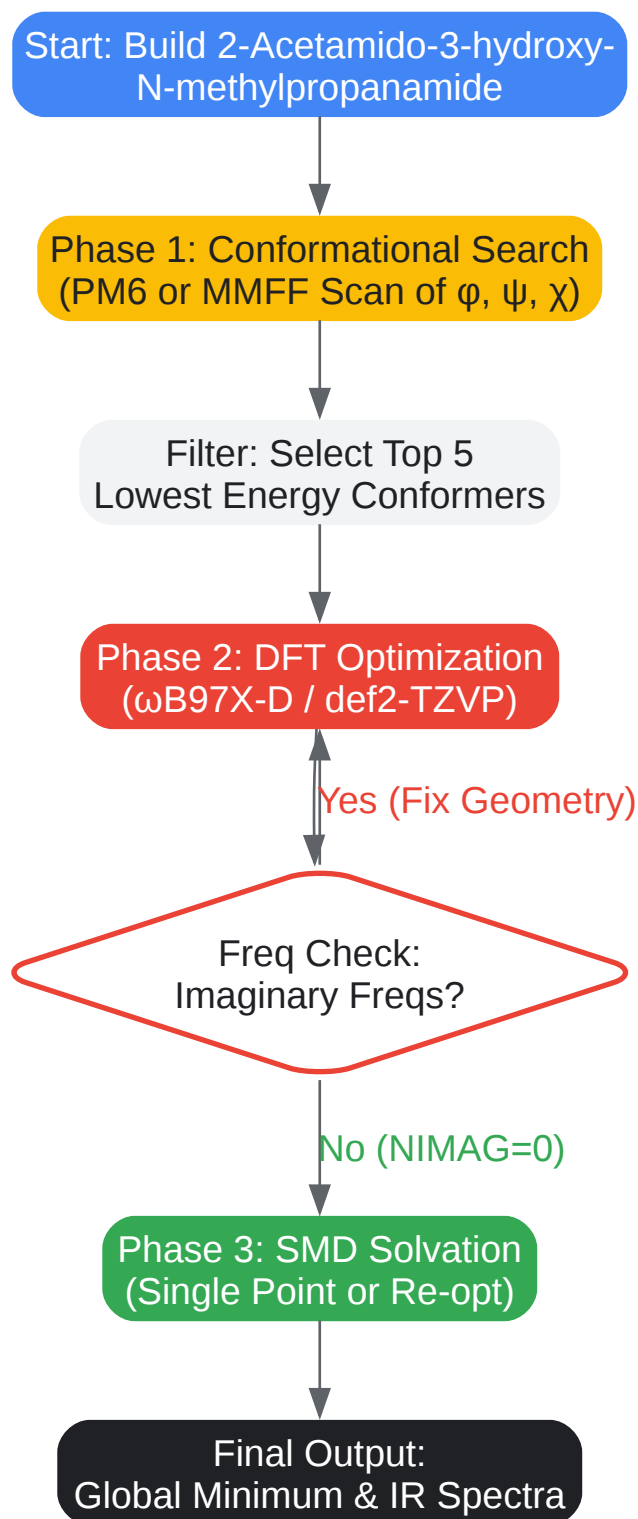 Start: Build 2-Acetamido-3-hydroxy-
N-methylpropanamide
Phase 1: Conformational Search
(PM6 or MMFF Scan of φ, ψ, χ)
Filter: Select Top 5
Lowest Energy Conformers
Phase 2: DFT Optimization
(ωB97X-D / def2-TZVP)
Yes (Fix Geometry)
Freq Check:
Imaginary Freqs?
No (NIMAG=0)
Phase 3: SMD Solvation
(Single Point or Re-opt)
Final Output:
Global Minimum & IR Spectra